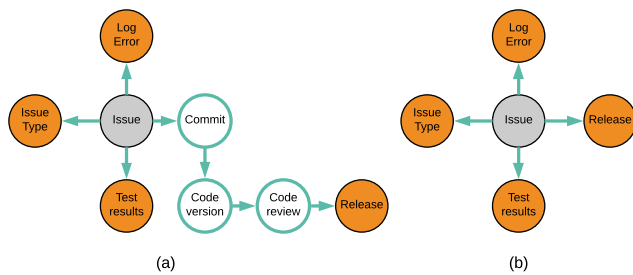 Log
Error
Issue
Type
Issue
Commit
Test
results
Code
version
Code
review
Release
(a)
Log
Error
Issue
Type
Issue
Release
Test
results
(b)